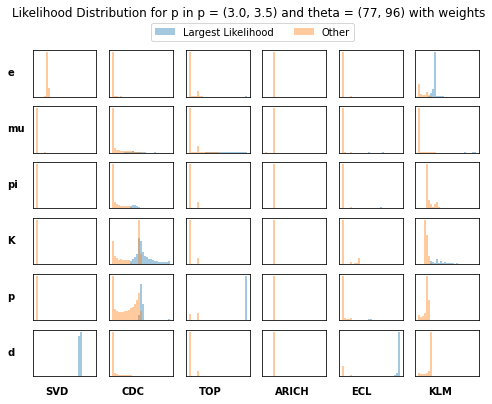 Likelihood Distribution for p in p = (3.0, 3.5) and theta = (77, 96) with weights
Largest Likelihood Other
e
mu
pi
K
p
d
SVD CDC TOP ARICH ECL KLM